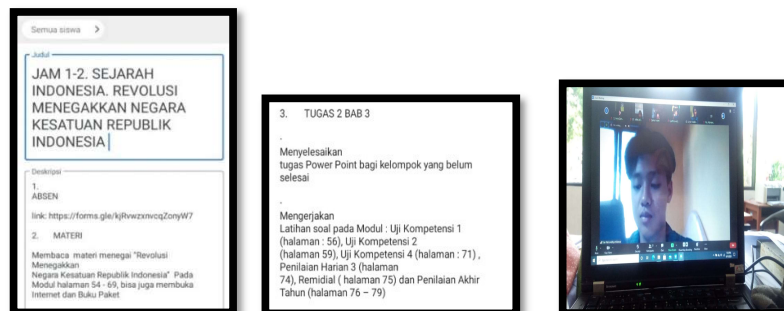 Semua siswa >
Judul
JAM 1-2. SEJARAH
INDONESIA. REVOLUSI
MENEGAKKAN NEGARA
KESATUAN REPUBLIK
INDONESIA
Deskripsi
1.
ABSEN
link: https://forms.gle/kjRvwzxnvcqZonyW7
2. MATERI
Membaca materi menegai "Revolusi
Menegakkan
Negara Kesatuan Republik Indonesia" Pada
Modul halaman 54 - 69, bisa juga membuka
Internet dan Buku Paket
3. TUGAS 2 BAB 3
.
Menyelesaikan
tugas Power Point bagi kelompok yang belum
selesai
.
Mengerjakan
Latihan soal pada Modul : Uji Kompetensi 1
(halaman : 56), Uji Kompetensi 2
(halaman 59), Uji Kompetensi 4 (halaman : 71) ,
Penilaian Harian 3 (halaman
74), Remidial ( halaman 75) dan Penilaian Akhir
Tahun (halaman 76 – 79)